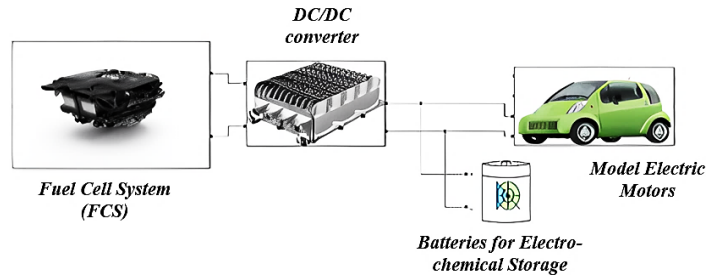 DC/DC
converter
Fuel Cell System
(FCS)
Model Electric
Motors
Batteries for Electro-
chemical Storage